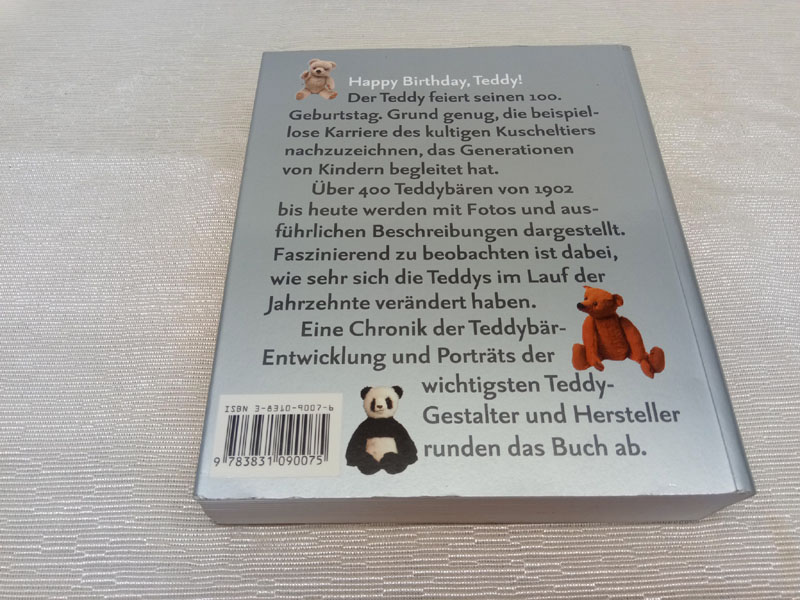 Happy Birthday, Teddy!
Der Teddy feiert seinen 100.
Geburtstag. Grund genug, die beispiel-
lose Karriere des kultigen Kuscheltiers
nachzuzeichnen, das Generationen
von Kindern begleitet hat.
Über 400 Teddybären von 1902
bis heute werden mit Fotos und aus-
führlichen Beschreibungen dargestellt.
Faszinierend zu beobachten ist dabei,
wie sehr sich die Teddys im Lauf der
Jahrzehnte verändert haben.
Eine Chronik der Teddybär-
Entwicklung und Porträts der
wichtigsten Teddy-
Gestalter und Hersteller
runden das Buch ab.
ISBN 3-8310-9007-6
9 783831 090075